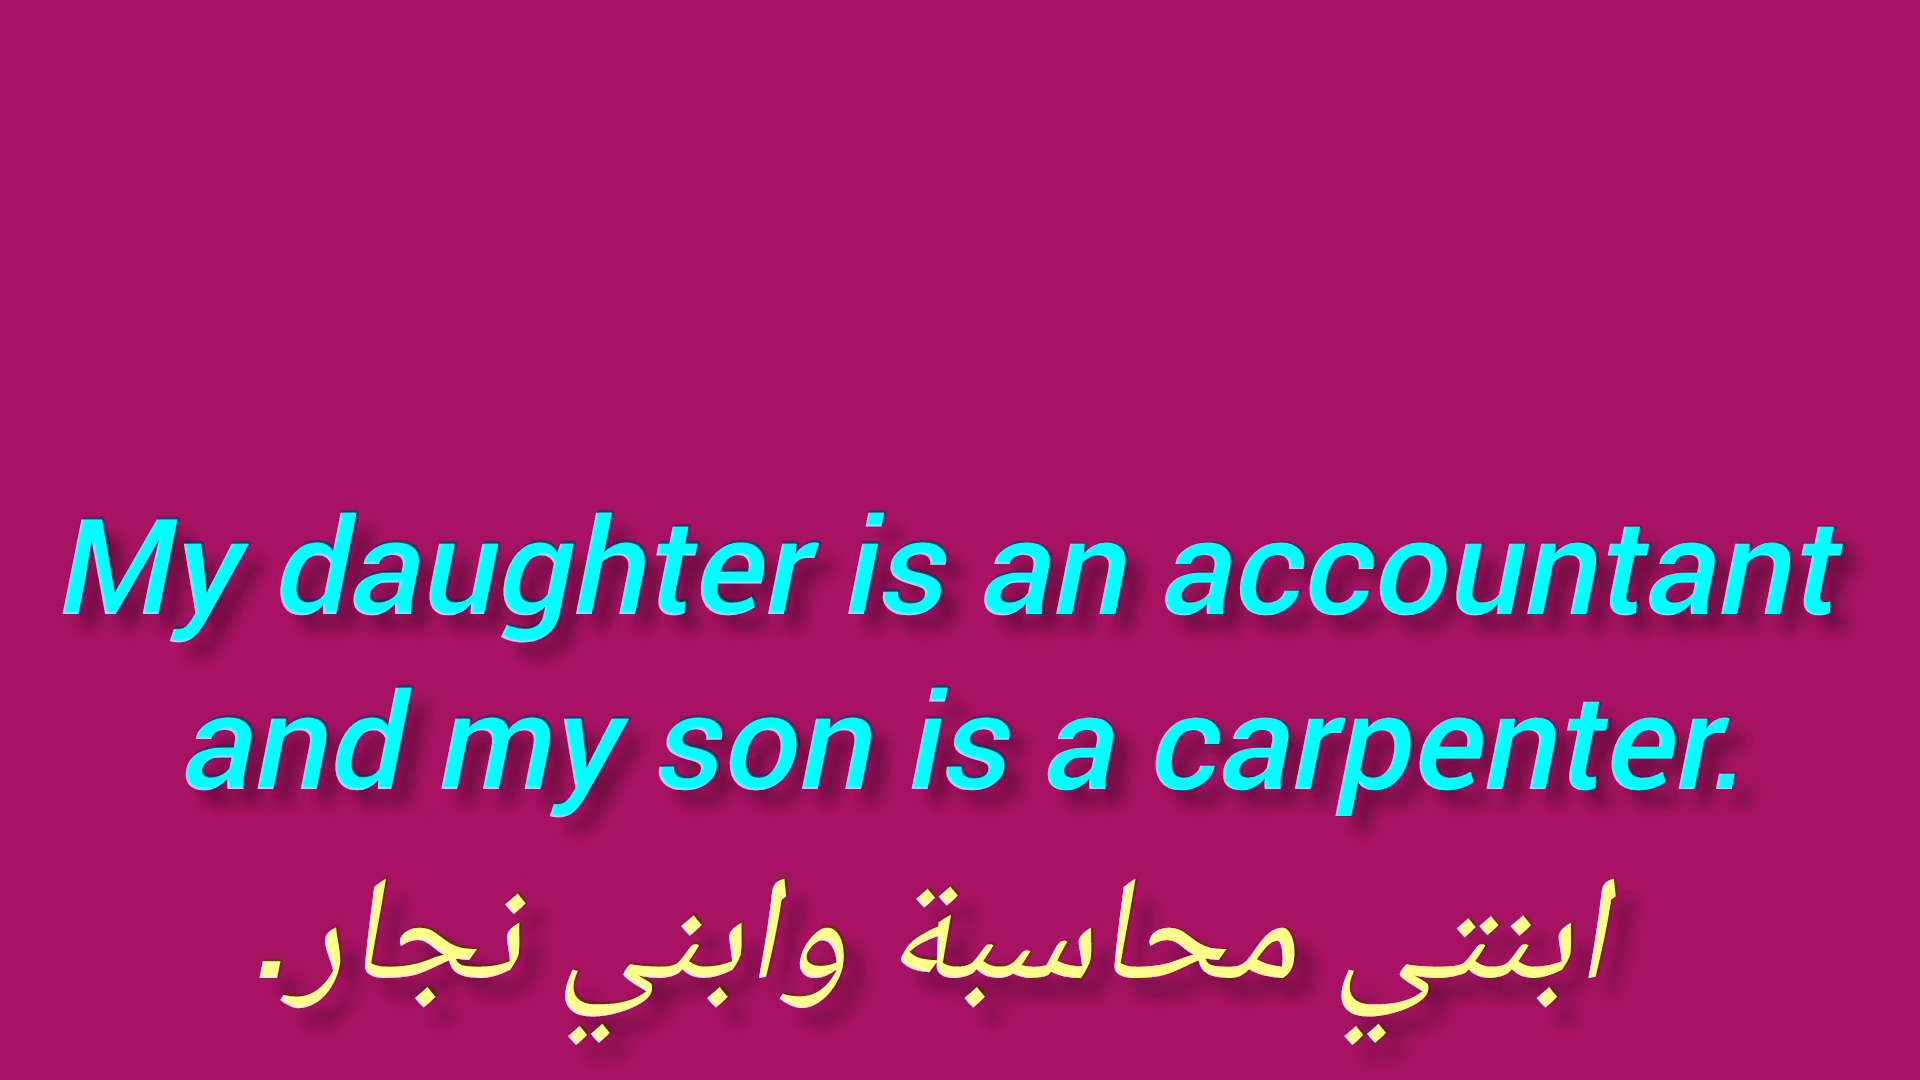 My daughter is an accountant
and my son is a carpenter.
ابنتي محاسبة وابني نجار.